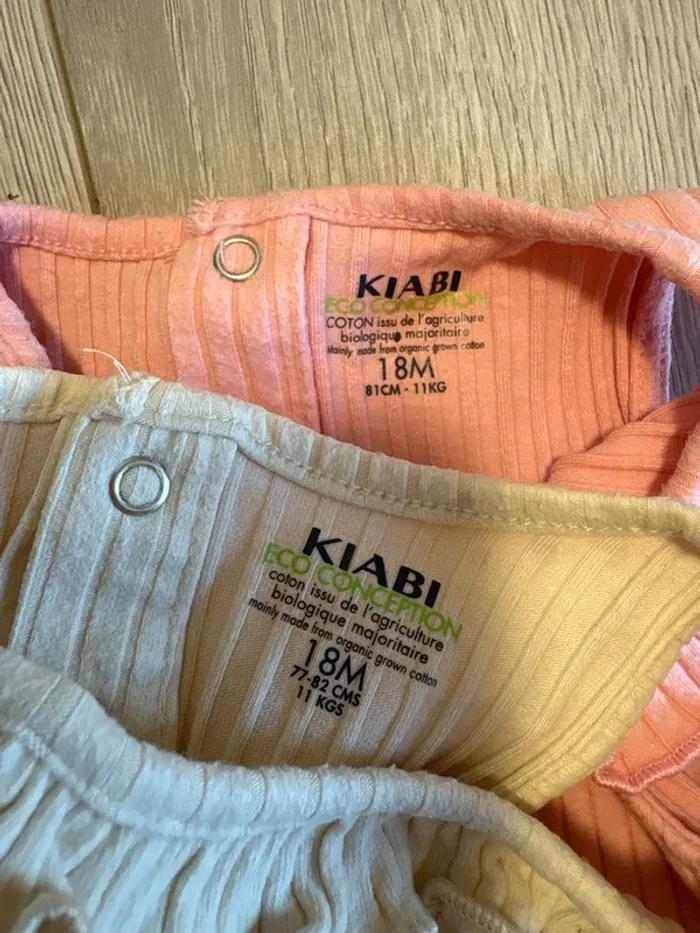 KIABI
ECO CONCEPTION
COTON issu de l'agriculture
biologique majoritaire
Mainly made from organic grown cotton
18M
81CM - 11KG
KIABI
ECO CONCEPTION
coton issu de l'agriculture
biologique majoritaire
mainly made from organic grown cotton
18M
77-82 CMS
11 KGS